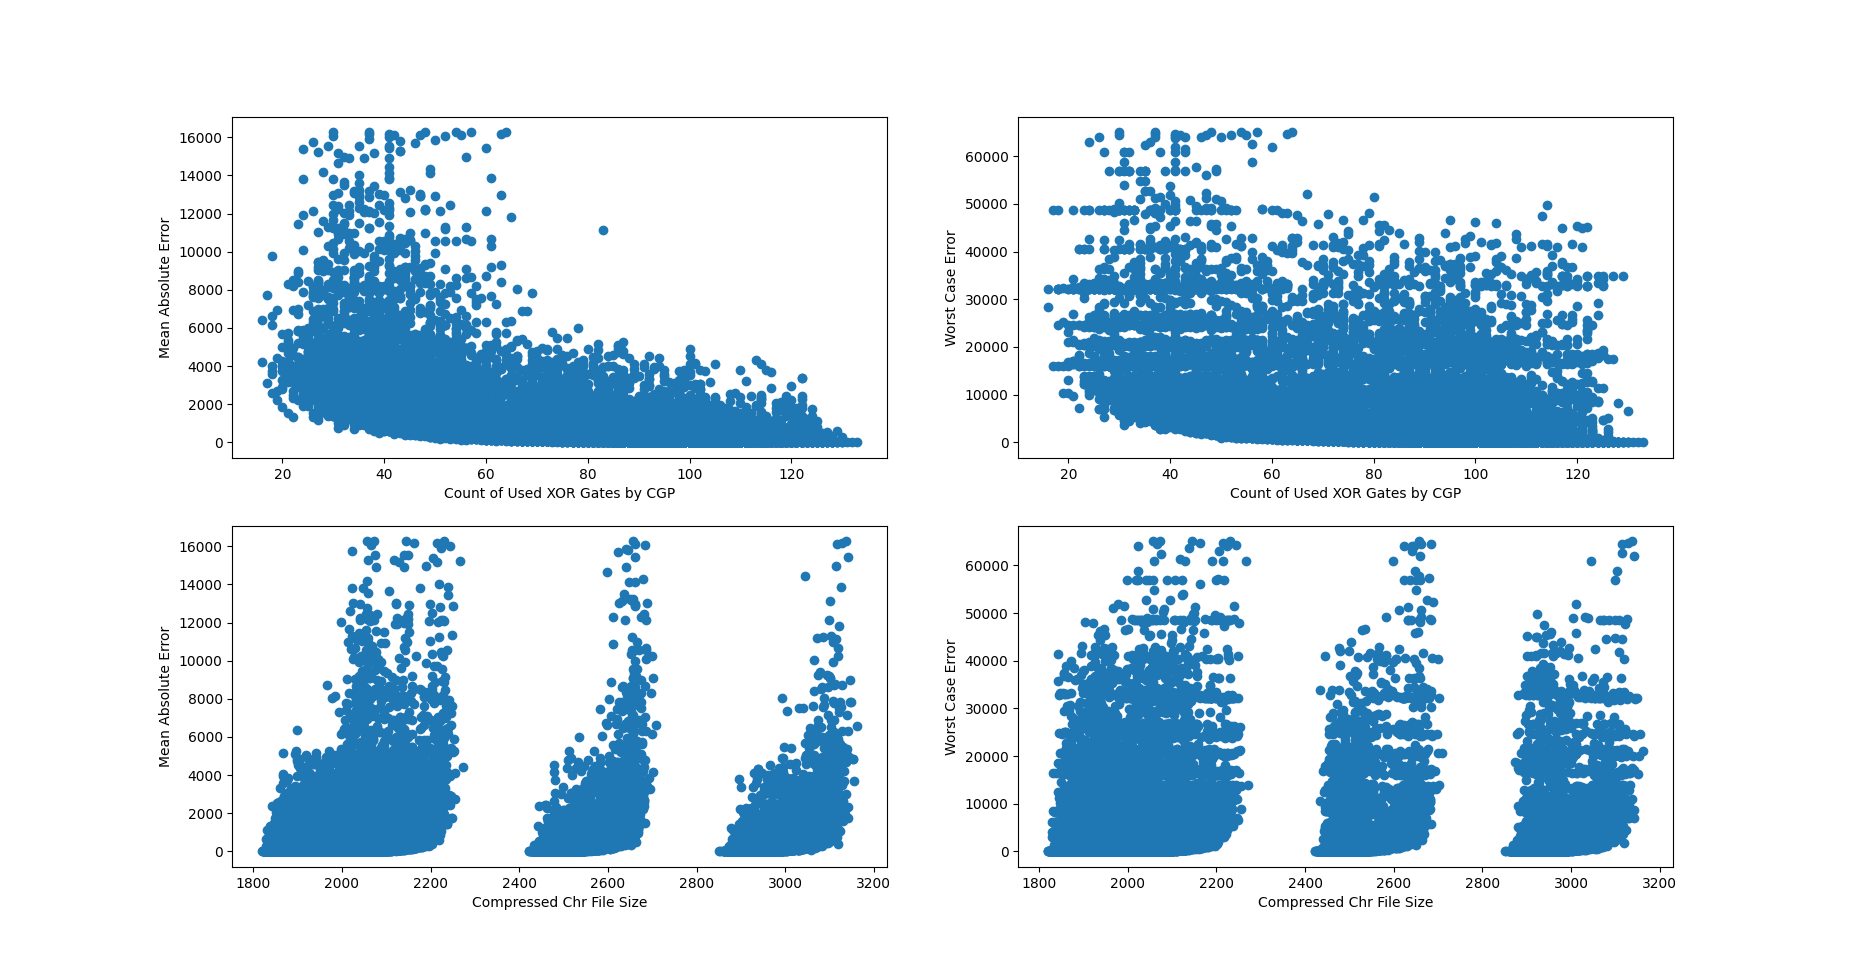 16000
14000
12000
10000
8000
6000
4000
2000
0
Mean Absolute Error
20 40 60 80 100 120
Count of Used XOR Gates by CGP
60000
50000
40000
30000
20000
10000
0
Worst Case Error
20 40 60 80 100 120
Count of Used XOR Gates by CGP
16000
14000
12000
10000
8000
6000
4000
2000
0
Mean Absolute Error
1800 2000 2200 2400 2600 2800 3000 3200
Compressed Chr File Size
60000
50000
40000
30000
20000
10000
0
Worst Case Error
1800 2000 2200 2400 2600 2800 3000 3200
Compressed Chr File Size